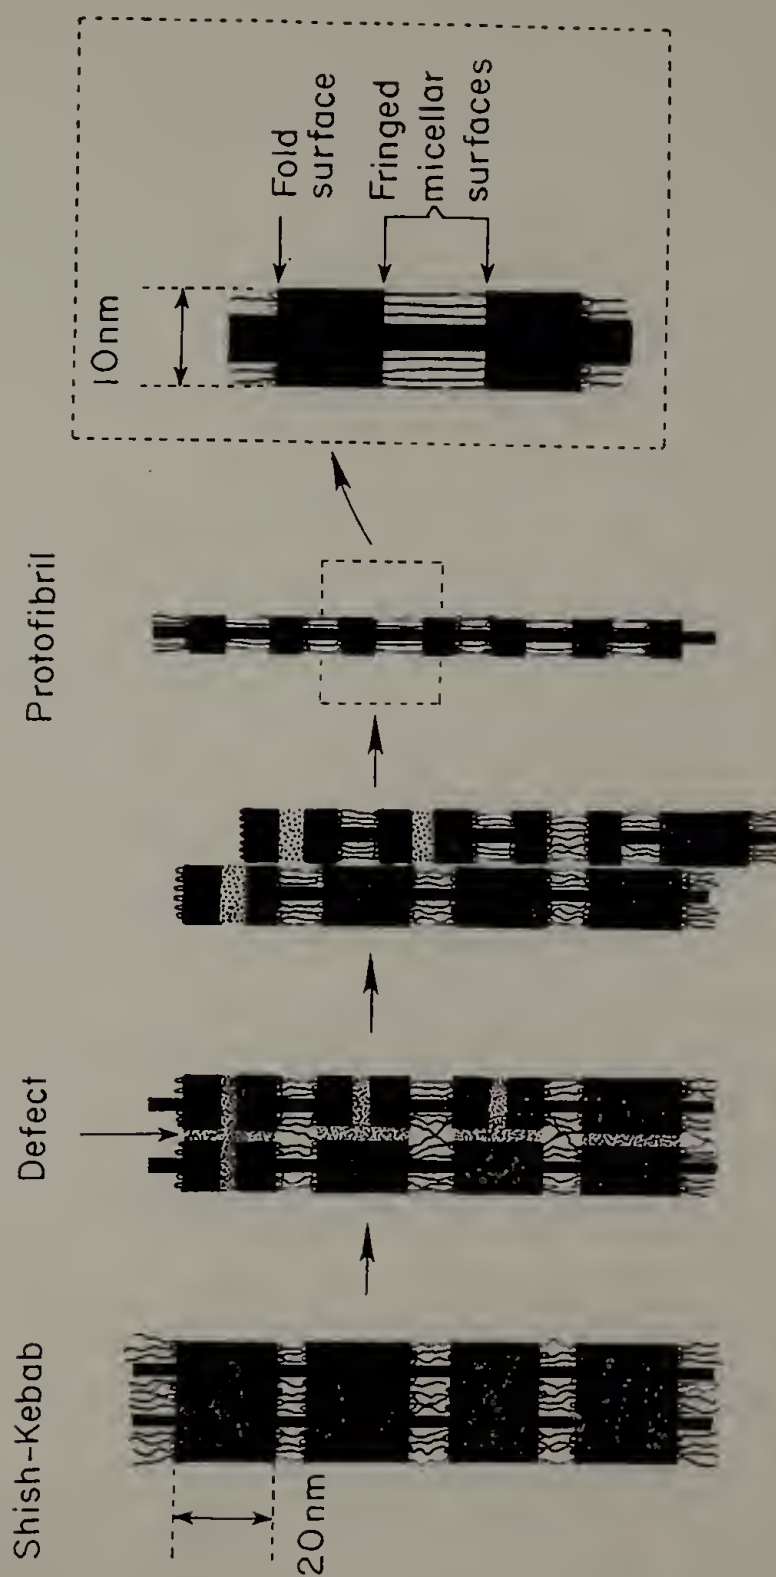 Shish-Kebab
20nm
Defect
Protofibril
10nm
Fold
surface
Fringed
micellar
surfaces